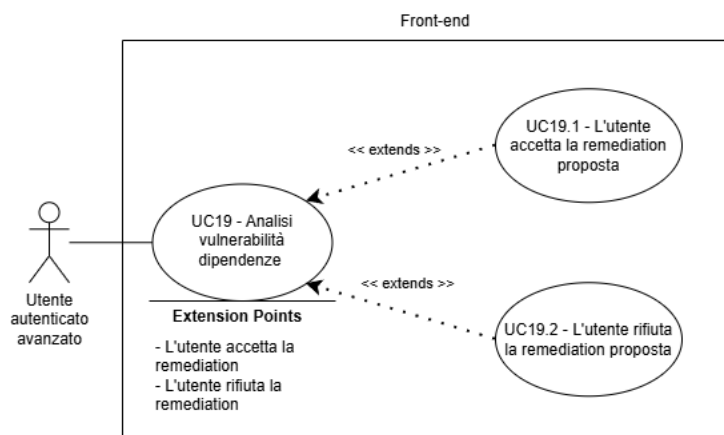 Front-end
UC19.1 - L'utente
accetta la remediation
proposta
<< extends >>
UC19 - Analisi
vulnerabilità
dipendenze
<< extends >>
Utente
autenticato
avanzato
Extension Points
- L'utente accetta la
remediation
- L'utente rifiuta la
remediation
UC19.2 - L'utente rifiuta
la remediation proposta